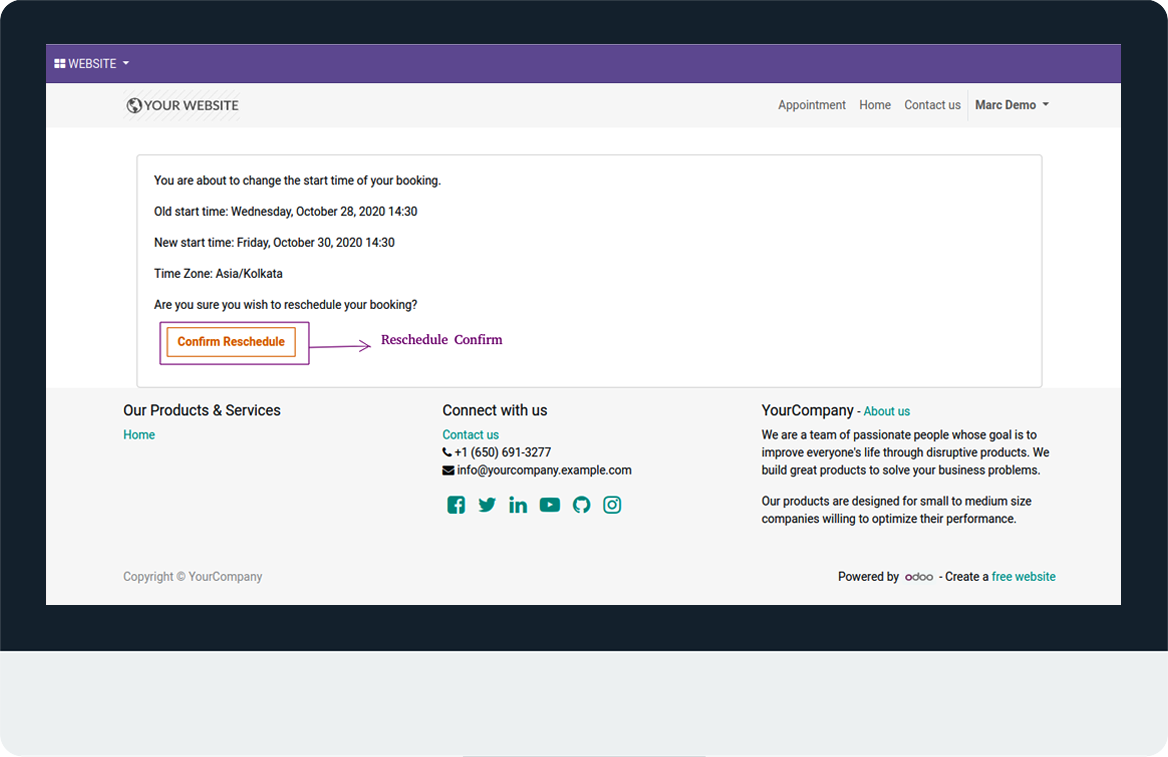 WEBSITE
YOUR WEBSITE
Appointment Home Contact us Marc Demo
You are about to change the start time of your booking.
Old start time: Wednesday, October 28, 2020 14:30
New start time: Friday, October 30, 2020 14:30
Time Zone: Asia/Kolkata
Are you sure you wish to reschedule your booking?
Confirm Reschedule
Reschedule Confirm
Our Products & Services
Home
Connect with us
Contact us
+1 (650) 691-3277
info@yourcompany.example.com
YourCompany - About us
We are a team of passionate people whose goal is to
improve everyone's life through disruptive products. We
build great products to solve your business problems.
Our products are designed for small to medium size
companies willing to optimize their performance.
Copyright © YourCompany
Powered by odoo - Create a free website